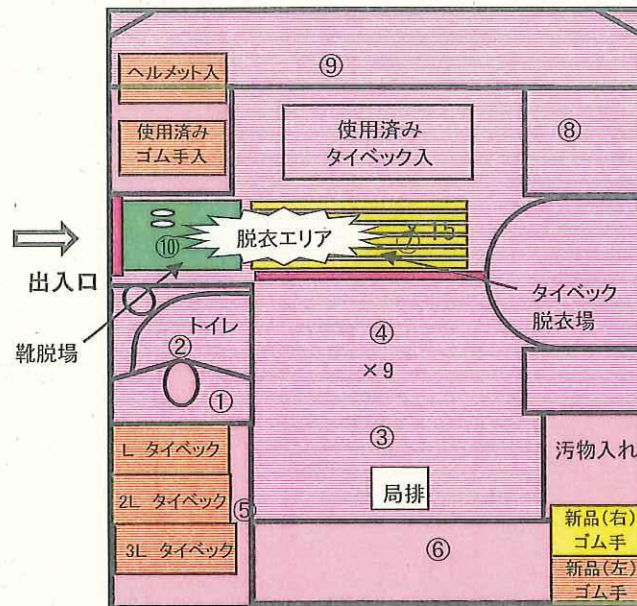 ⑨
ヘルメット入
使用済み
ゴム手入
使用済み
タイベック入
⑧
脱衣エリア
⑩
出入口
靴脱場
トイレ
②
①
タイベック
脱衣場
④
×9
③
局排
L タイベック
2L タイベック
3L タイベック
⑤
⑥
汚物入れ
新品(右)
ゴム手
新品(左)
ゴム手